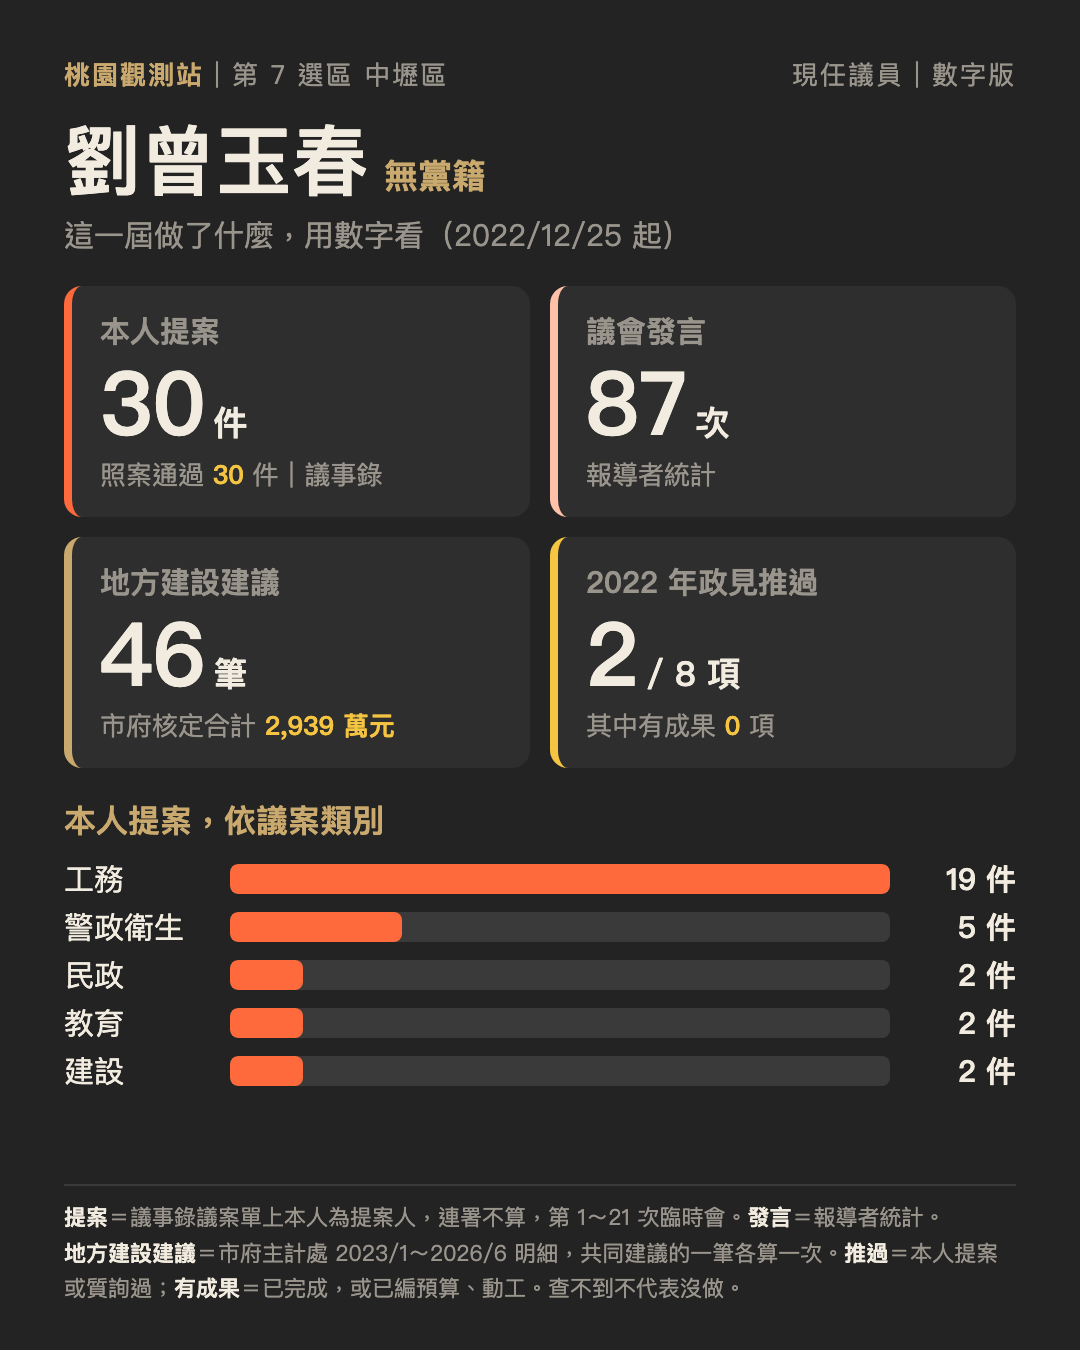 桃園觀測站｜第 7 選區 中壢區
現任議員｜數字版
劉曾玉春 無黨籍
這一屆做了什麼，用數字看（2022/12/25 起）
本人提案
30 件
照案通過 30 件｜議事錄
議會發言
87 次
報導者統計
地方建設建議
46 筆
市府核定合計 2,939 萬元
2022 年政見推過
2 / 8 項
其中有成果 0 項
本人提案，依議案類別
工務 19 件
警政衛生 5 件
民政 2 件
教育 2 件
建設 2 件
提案＝議事錄議案單上本人為提案人，連署不算，第 1～21 次臨時會。發言＝報導者統計。
地方建設建議＝市府主計處 2023/1～2026/6 明細，共同建議的一筆各算一次。推過＝本人提案
或質詢過；有成果＝已完成，或已編預算、動工。查不到不代表沒做。